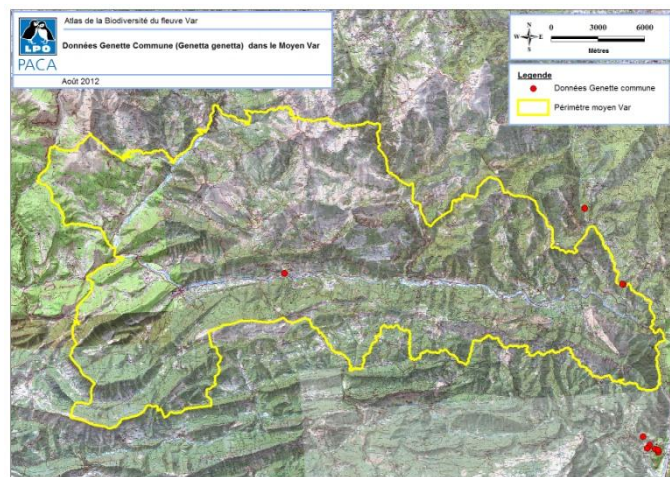 Atlas de la Biodiversité du fleuve Var
Données Genette Commune (Genetta genetta) dans le Moyen Var
LPO
PACA
Août 2012
N
W E
S
0 3000 6000
Mètres
Legende
Données Genette commune
Périmètre moyen Var